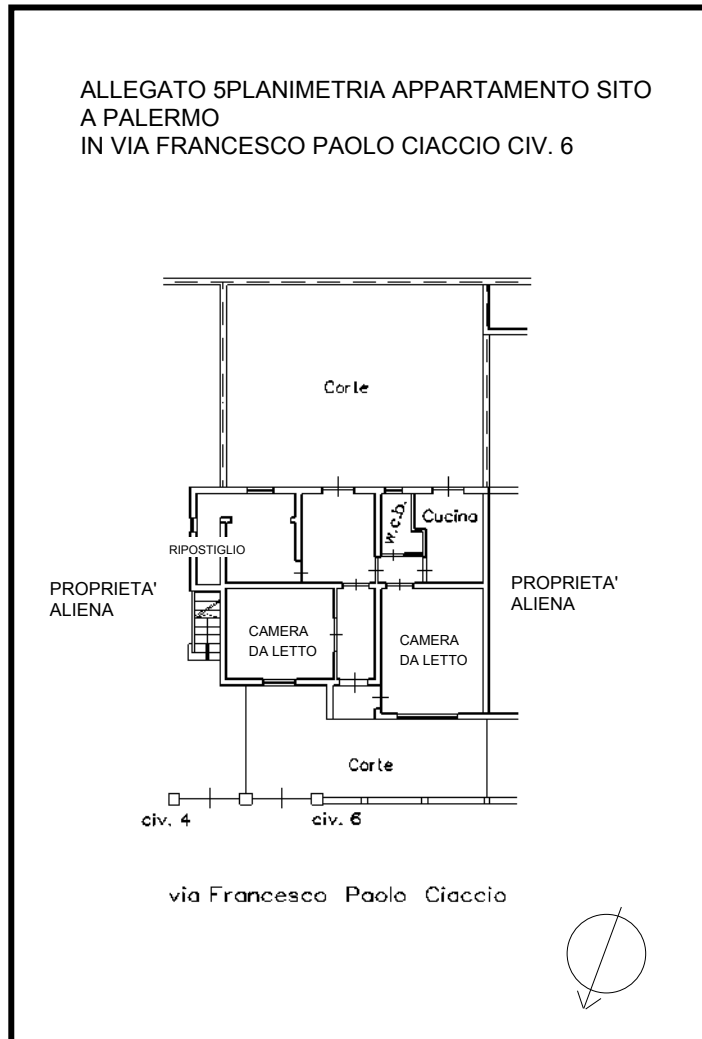 ALLEGATO 5PLANIMETRIA APPARTAMENTO SITO
A PALERMO
IN VIA FRANCESCO PAOLO CIACCIO CIV. 6
Corte
w.c.b.
Cucina
RIPOSTIGLIO
PROPRIETA'
ALIENA
PROPRIETA'
ALIENA
CAMERA
DA LETTO
CAMERA
DA LETTO
Corte
civ. 4
civ. 6
via Francesco Paolo Ciaccio